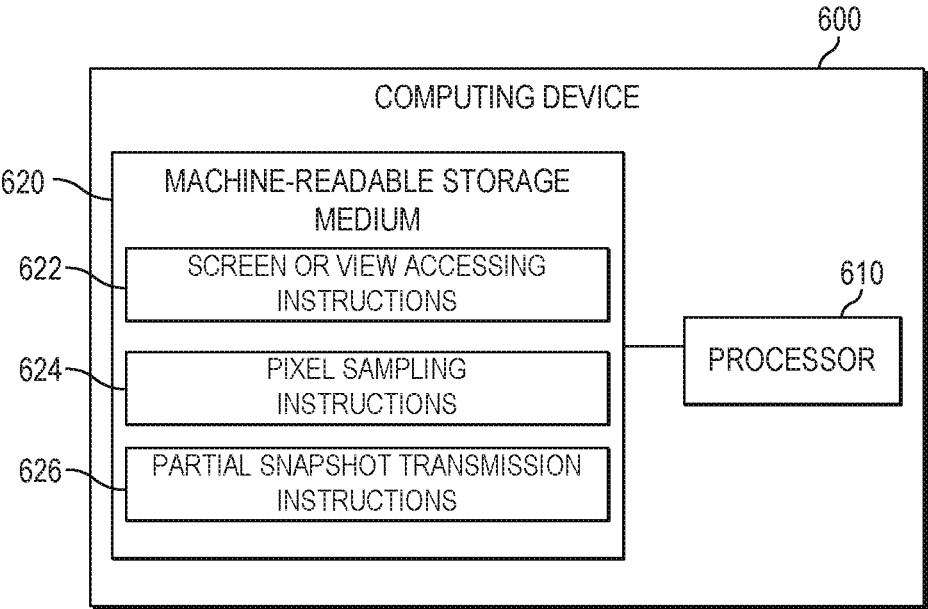 600
COMPUTING DEVICE
620
MACHINE-READABLE STORAGE
MEDIUM
622
SCREEN OR VIEW ACCESSING
INSTRUCTIONS
610
PROCESSOR
624
PIXEL SAMPLING
INSTRUCTIONS
626
PARTIAL SNAPSHOT TRANSMISSION
INSTRUCTIONS